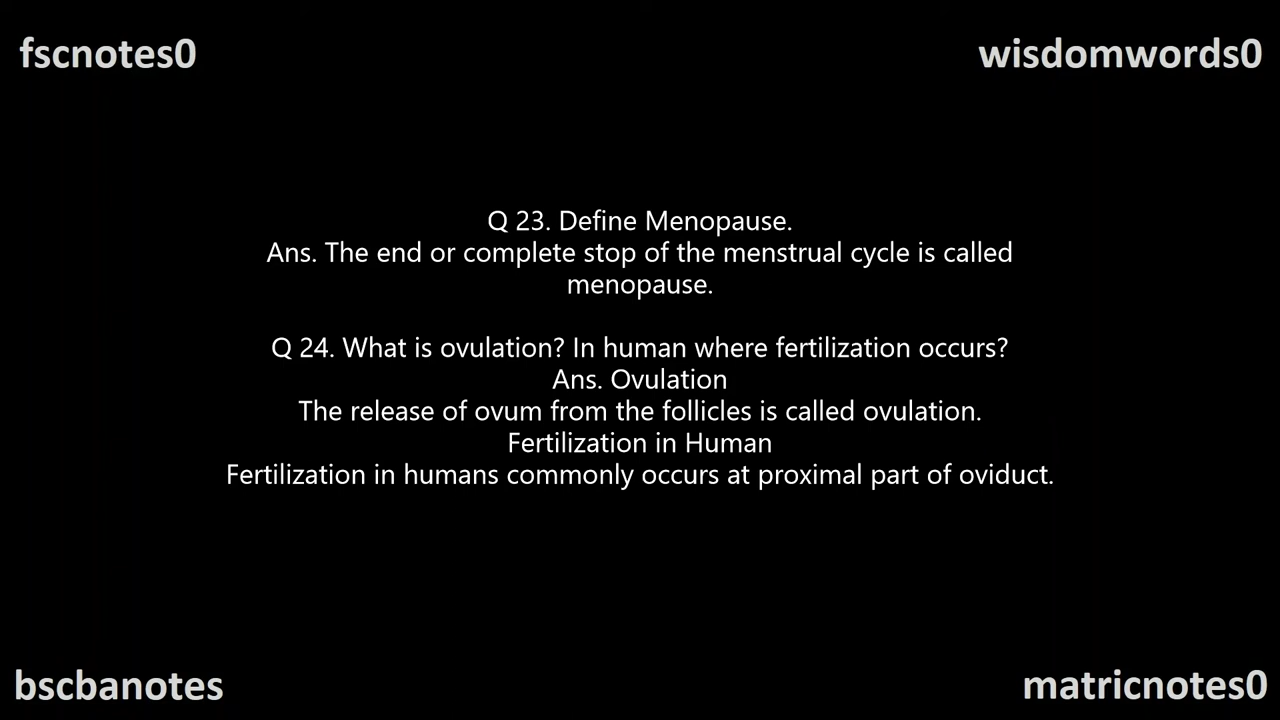 fscnotes0
wisdomwords0
Q 23. Define Menopause.
Ans. The end or complete stop of the menstrual cycle is called
menopause.
Q 24. What is ovulation? In human where fertilization occurs?
Ans. Ovulation
The release of ovum from the follicles is called ovulation.
Fertilization in Human
Fertilization in humans commonly occurs at proximal part of oviduct.
bscbanotes
matricnotes0